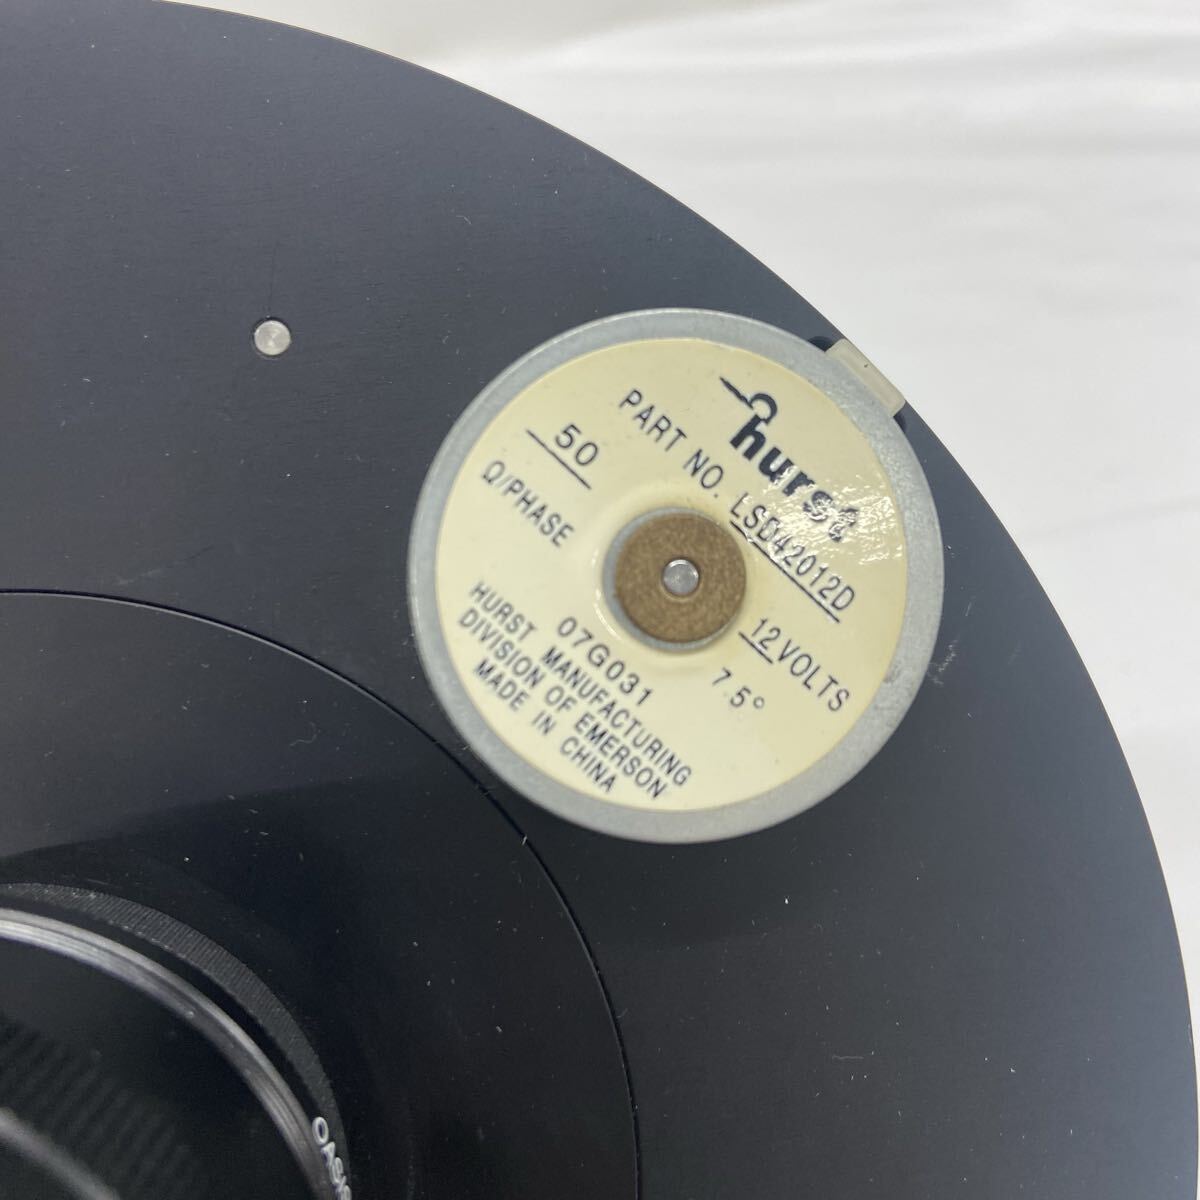 hurst
PART NO. LSD42012D
50
Ω/PHASE
12 VOLTS
7.5°
07G031
HURST MANUFACTURING
DIVISION OF EMERSON
MADE IN CHINA